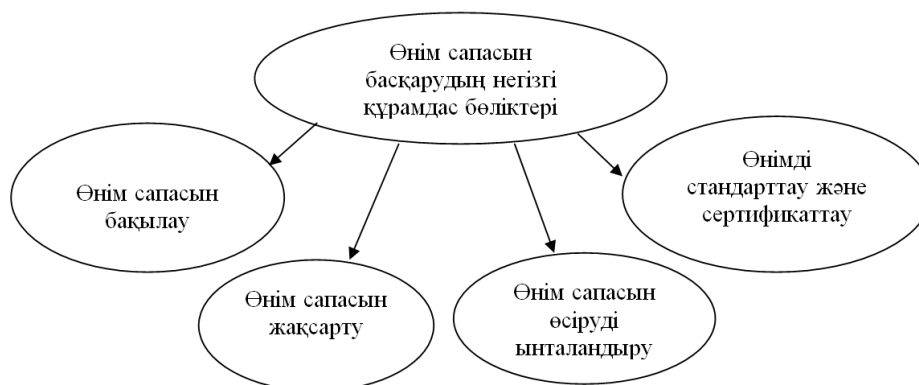 Өнім сапасын
басқарудың негізгі
құрамдас бөліктері
Өнім сапасын
бақылау
Өнім сапасын
жақсарту
Өнім сапасын
өсіруді
ынталандыру
Өнімді
стандарттау және
сертификаттау